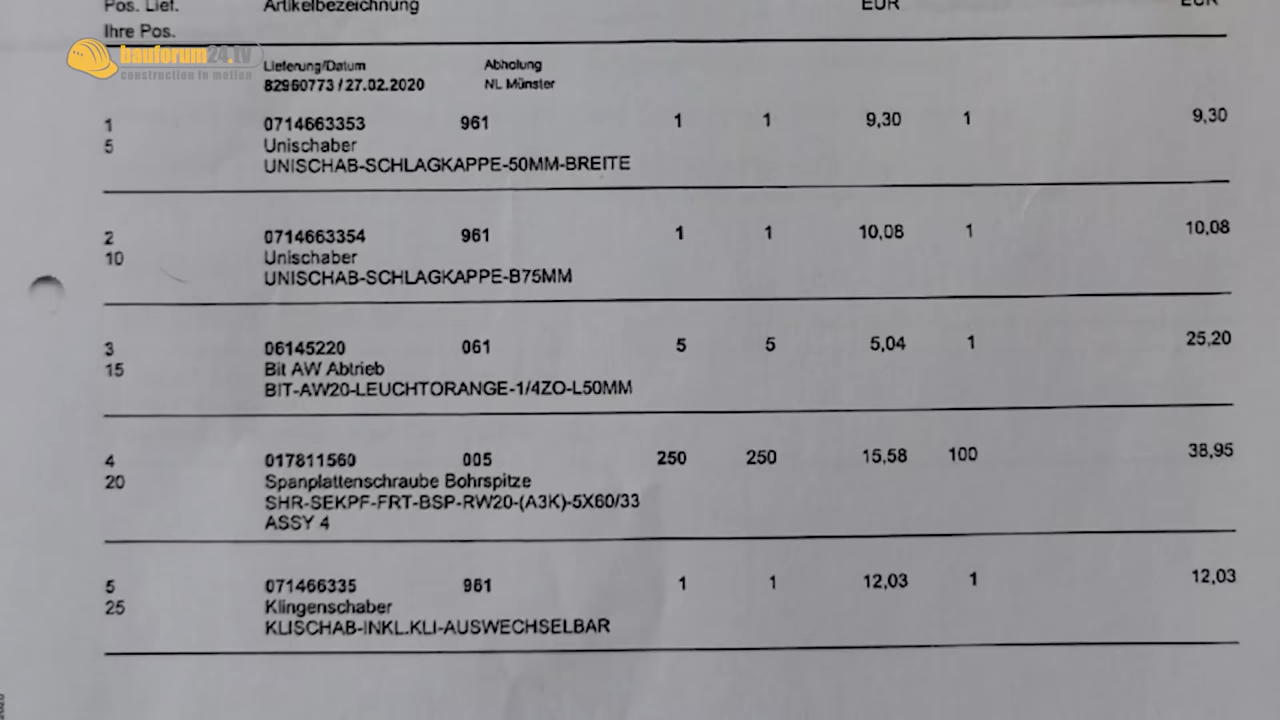 Pos. Lief. Artikelbezeichnung EUR EUR
Ihre Pos.
bauforum24.tv
construction in motion
Lieferung/Datum Abholung
82960773 / 27.02.2020 NL Münster
1 0714663353 961 1 1 9,30 1 9,30
5 Unischaber
UNISCHAB-SCHLAGKAPPE-50MM-BREITE
2 0714663354 961 1 1 10,08 1 10,08
10 Unischaber
UNISCHAB-SCHLAGKAPPE-B75MM
3 06145220 061 5 5 5,04 1 25,20
15 Bit AW Abtrieb
BIT-AW20-LEUCHTORANGE-1/4ZO-L50MM
4 017811560 005 250 250 15,58 100 38,95
20 Spanplattenschraube Bohrspitze
SHR-SEKPF-FRT-BSP-RW20-(A3K)-5X60/33
ASSY 4
5 071466335 961 1 1 12,03 1 12,03
25 Klingenschaber
KLISCHAB-INKL.KLI-AUSWECHSELBAR